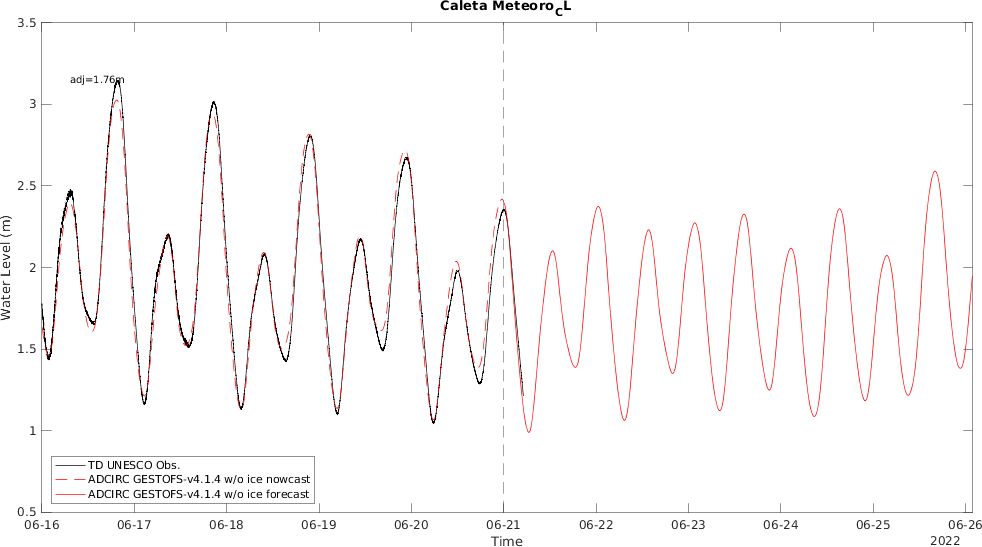 Caleta Meteoro_CL
3.5
3
2.5
2
1.5
1
0.5
Water Level (m)
adj=1.76m
TD UNESCO Obs.
ADCIRC GESTOFS-v4.1.4 w/o ice nowcast
ADCIRC GESTOFS-v4.1.4 w/o ice forecast
06-16 06-17 06-18 06-19 06-20 06-21 06-22 06-23 06-24 06-25 06-26
Time
2022